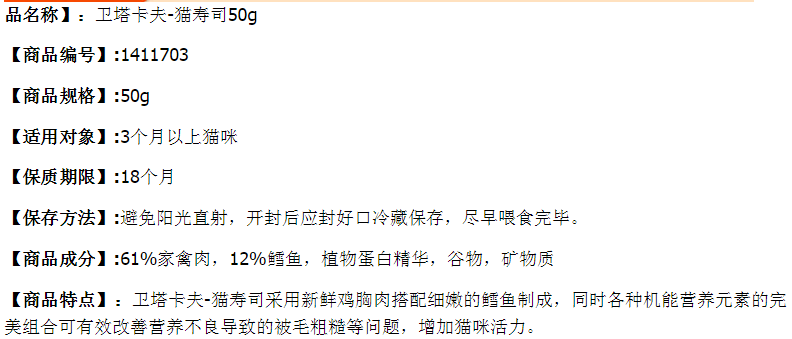 品名称】：卫塔卡夫-猫寿司50g
【商品编号】:1411703
【商品规格】:50g
【适用对象】:3个月以上猫咪
【保质期限】:18个月
【保存方法】:避免阳光直射，开封后应封好口冷藏保存，尽早喂食完毕。
【商品成分】:61%家禽肉，12%鳕鱼，植物蛋白精华，谷物，矿物质
【商品特点】：卫塔卡夫-猫寿司采用新鲜鸡胸肉搭配细嫩的鳕鱼制成，同时各种机能营养元素的完
美组合可有效改善营养不良导致的被毛粗糙等问题，增加猫咪活力。